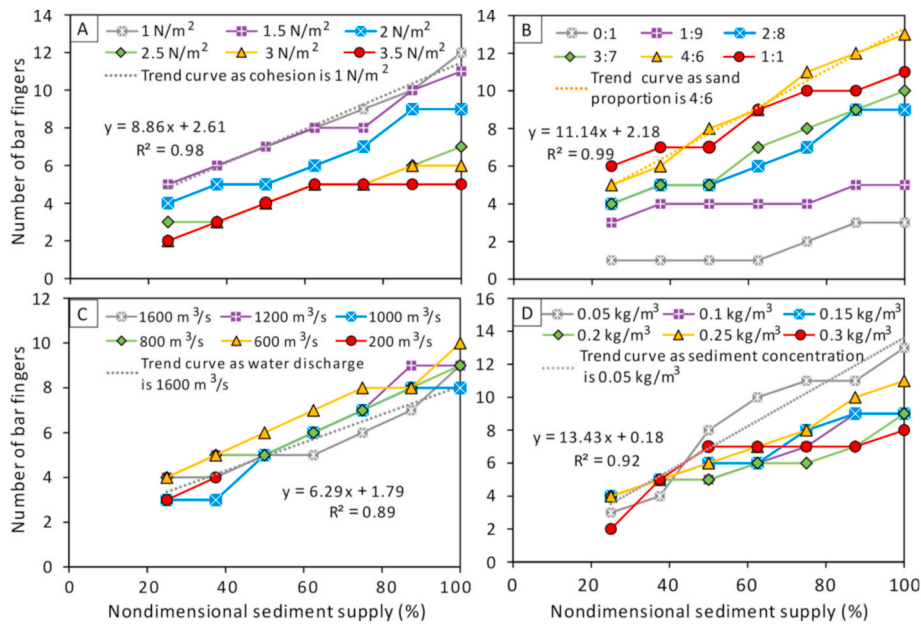 A
1 N/m² 1.5 N/m² 2 N/m²
2.5 N/m² 3 N/m² 3.5 N/m²
Trend curve as cohesion is 1 N/m²
y = 8.86x + 2.61
R² = 0.98
Number of bar fingers
14
12
10
8
6
4
2
0
B
0:1 1:9 2:8
3:7 4:6 1:1
Trend curve as sand
proportion is 4:6
y = 11.14x + 2.18
R² = 0.99
14
12
10
8
6
4
2
0
C
1600 m³/s 1200 m³/s 1000 m³/s
800 m³/s 600 m³/s 200 m³/s
Trend curve as water discharge
is 1600 m³/s
y = 6.29x + 1.79
R² = 0.89
Number of bar fingers
12
10
8
6
4
2
0
0 20 40 60 80 100
Nondimensional sediment supply (%)
D
0.05 kg/m³ 0.1 kg/m³ 0.15 kg/m³
0.2 kg/m³ 0.25 kg/m³ 0.3 kg/m³
Trend curve as sediment concentration
is 0.05 kg/m³
y = 13.43x + 0.18
R² = 0.92
16
14
12
10
8
6
4
2
0
0 20 40 60 80 100
Nondimensional sediment supply (%)